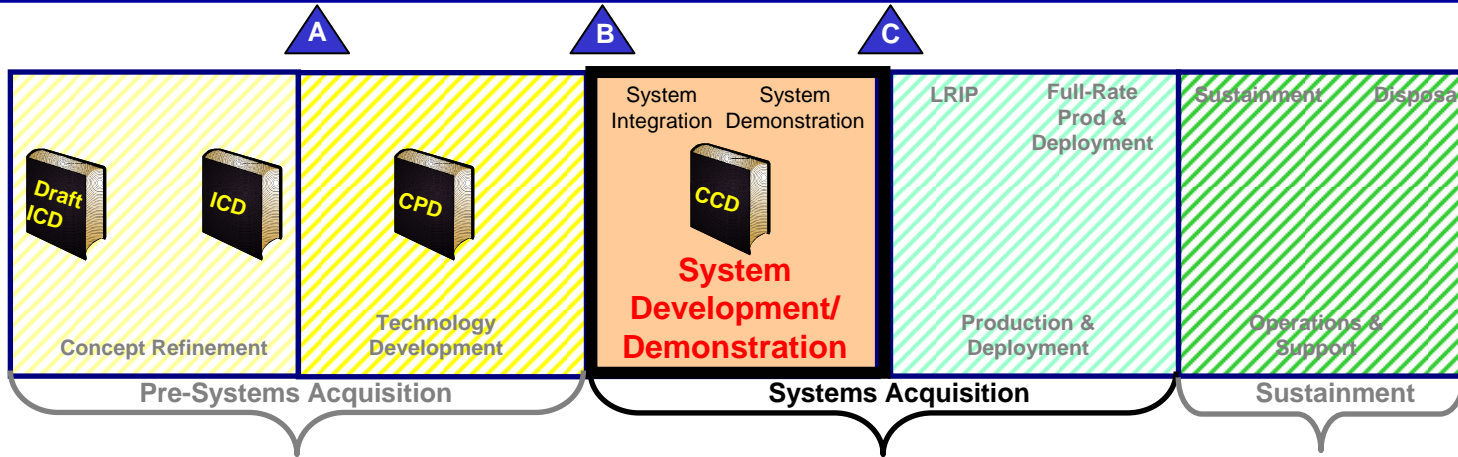 A
B
C
System
Integration
System
Demonstration
LRIP
Full-Rate
Prod &
Deployment
Sustainment
Disposa
Draft
ICD
ICD
CPD
CCD
Concept Refinement
Technology
Development
System
Development/
Demonstration
Production &
Deployment
Operations &
Support
Pre-Systems Acquisition
Systems Acquisition
Sustainment